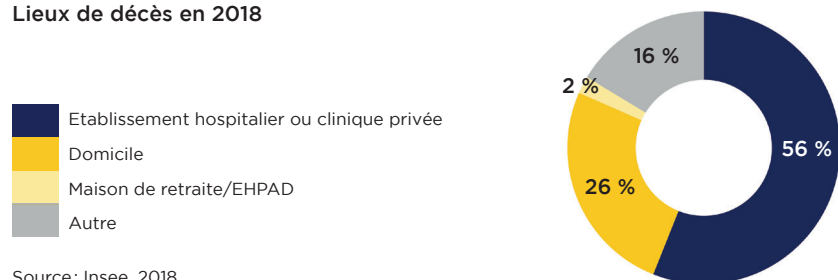 Lieux de décès en 2018
16 %
2 %
56 %
26 %
Etablissement hospitalier ou clinique privée
Domicile
Maison de retraite/EHPAD
Autre
Source : Insee, 2018